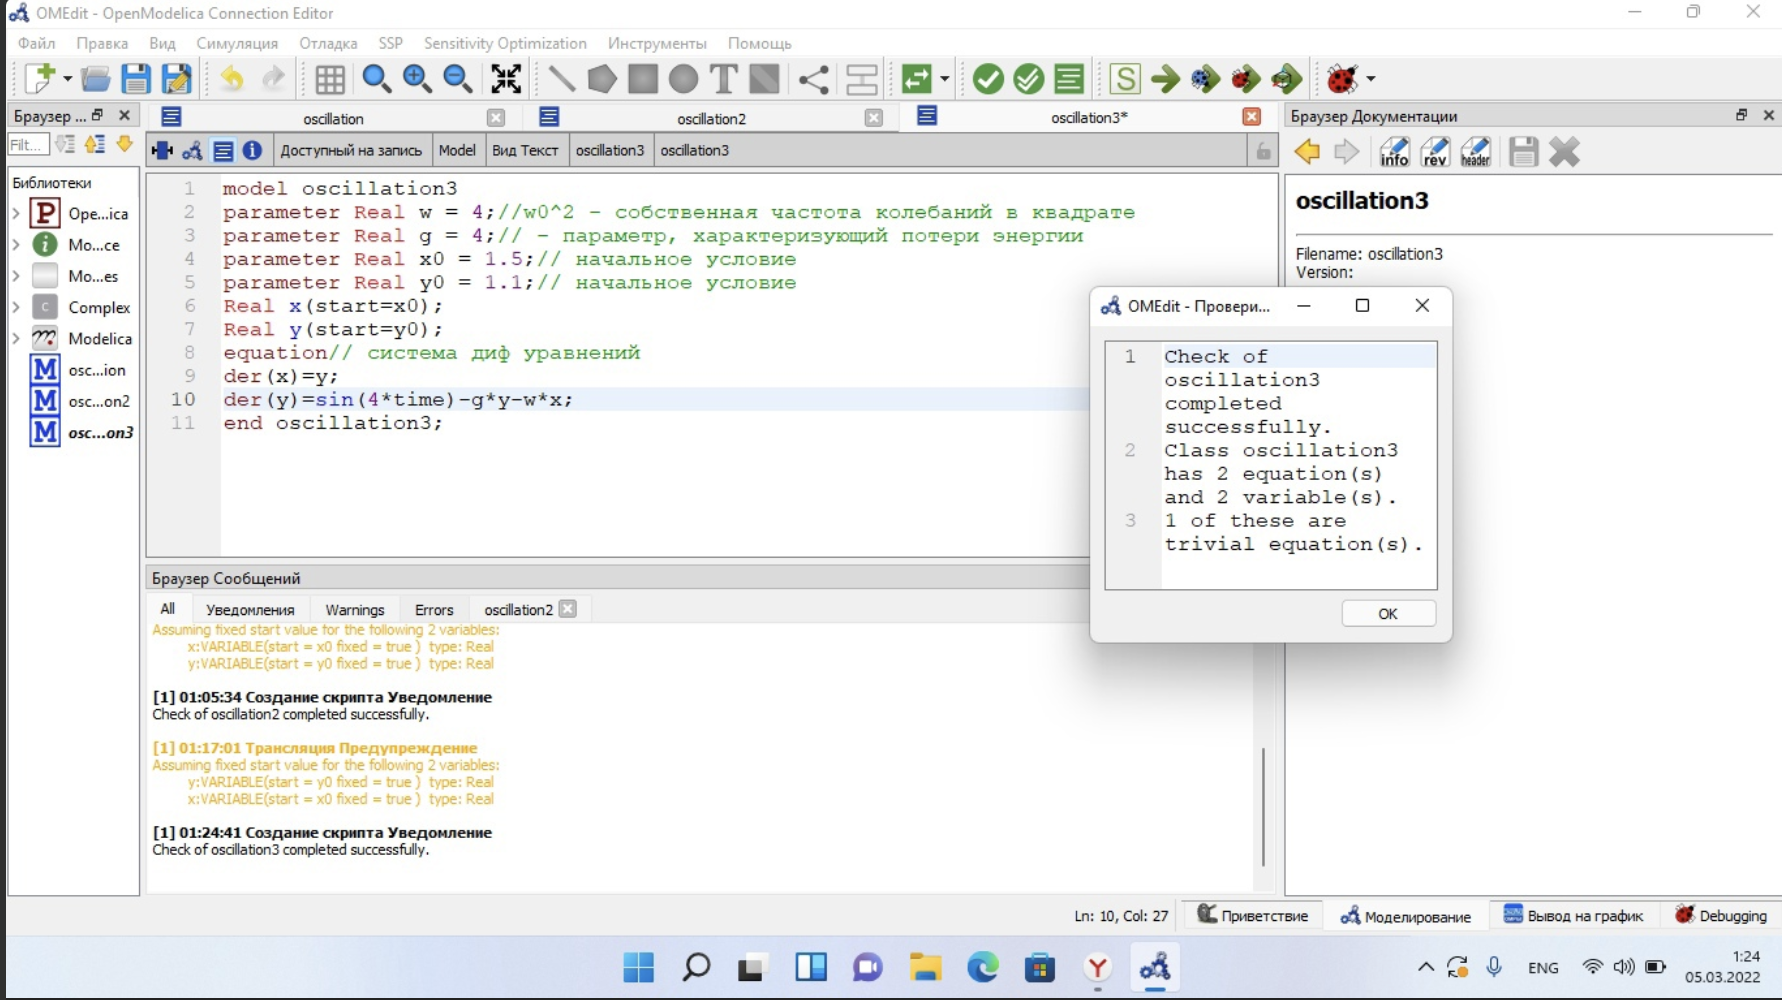 OMEdit - OpenModelica Connection Editor
Файл Правка Вид Симуляция Отладка SSP Sensitivity Optimization Инструменты Помощь
T S
Браузер ...
oscillation oscillation2 oscillation3*
Браузер Документации
Filt...
Доступный на запись Model Вид Текст oscillation3 oscillation3
info rev header
Библиотеки
P Ope...ica
i Mo...ce
Mo...es
C Complex
m Modelica
M osc...ion
M osc...on2
M osc...on3
1 model oscillation3
2 parameter Real w = 4;//w0^2 - собственная частота колебаний в квадрате
3 parameter Real g = 4;// - параметр, характеризующий потери энергии
4 parameter Real x0 = 1.5;// начальное условие
5 parameter Real y0 = 1.1;// начальное условие
6 Real x(start=x0);
7 Real y(start=y0);
8 equation// система диф уравнений
9 der(x)=y;
10 der(y)=sin(4*time)-g*y-w*x;
11 end oscillation3;
oscillation3
Filename: oscillation3
Version:
OMEdit - Провери...
1 Check of
oscillation3
completed
successfully.
2 Class oscillation3
has 2 equation(s)
and 2 variable(s).
3 1 of these are
trivial equation(s).
OK
Браузер Сообщений
All Уведомления Warnings Errors oscillation2
Assuming fixed start value for the following 2 variables:
x:VARIABLE(start = x0 fixed = true ) type: Real
y:VARIABLE(start = y0 fixed = true ) type: Real
[1] 01:05:34 Создание скрипта Уведомление
Check of oscillation2 completed successfully.
[1] 01:17:01 Трансляция Предупреждение
Assuming fixed start value for the following 2 variables:
y:VARIABLE(start = y0 fixed = true ) type: Real
x:VARIABLE(start = x0 fixed = true ) type: Real
[1] 01:24:41 Создание скрипта Уведомление
Check of oscillation3 completed successfully.
Ln: 10, Col: 27 Приветствие Моделирование Вывод на график Debugging
ENG
1:24
05.03.2022